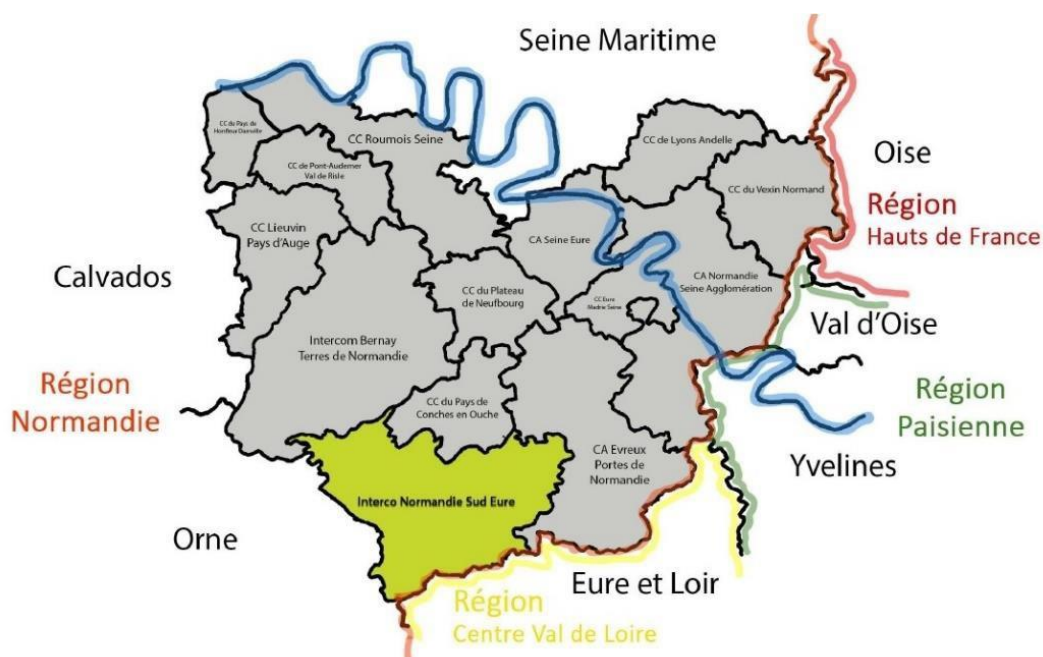 Seine Maritime
CC du Pays de
Honfleur Beuzeville
CC Roumois Seine
CC de Pont-Audemer
Val de Risle
CC de Lyons Andelle
CC du Vexin Normand
Oise
Région
Hauts de France
CC Lieuvin
Pays d'Auge
CA Seine Eure
Calvados
CC du Plateau
de Neufbourg
CA Normandie
Seine Agglomération
CC Eure
Madrie Seine
Val d'Oise
Intercom Bernay
Terres de Normandie
Région
Normandie
CC du Pays de
Conches en Ouche
Région
Paisienne
Yvelines
CA Evreux
Portes de
Normandie
Interco Normandie Sud Eure
Orne
Eure et Loir
Région
Centre Val de Loire